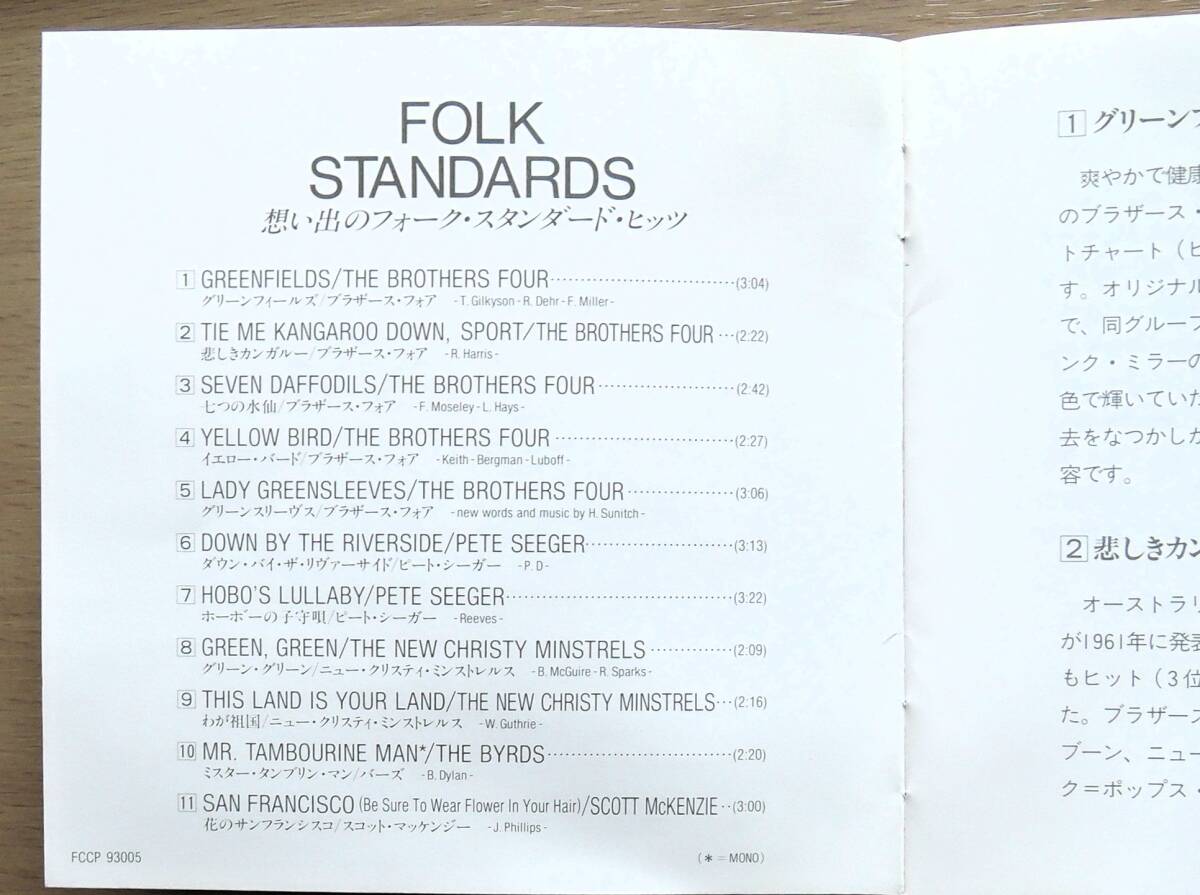 FOLK
STANDARDS
想い出のフォーク・スタンダード・ヒッツ
1 GREENFIELDS/THE BROTHERS FOUR……………………(3:04)
グリーンフィールズ/ブラザース・フォア -T. Gilkyson-R. Dehr-F. Miller-
2 TIE ME KANGAROO DOWN, SPORT/THE BROTHERS FOUR…(2:22)
悲しきカンガルー/ブラザース・フォア -R. Harris-
3 SEVEN DAFFODILS/THE BROTHERS FOUR………………(2:42)
七つの水仙/ブラザース・フォア -F. Moseley-L. Hays-
4 YELLOW BIRD/THE BROTHERS FOUR……………………(2:27)
イエロー・バード/ブラザース・フォア -Keith-Bergman-Luboff-
5 LADY GREENSLEEVES/THE BROTHERS FOUR……………(3:06)
グリーンスリーヴス/ブラザース・フォア -new words and music by H. Sunitch-
6 DOWN BY THE RIVERSIDE/PETE SEEGER…………………(3:13)
ダウン・バイ・ザ・リヴァーサイド/ピート・シーガー -P.D-
7 HOBO'S LULLABY/PETE SEEGER…………………………(3:22)
ホーボーの子守唄/ピート・シーガー -Reeves-
8 GREEN, GREEN/THE NEW CHRISTY MINSTRELS…………(2:09)
グリーン・グリーン/ニュー・クリスティ・ミンストレルス -B. McGuire-R. Sparks-
9 THIS LAND IS YOUR LAND/THE NEW CHRISTY MINSTRELS…(2:16)
わが祖国/ニュー・クリスティ・ミンストレルス -W. Guthrie-
10 MR. TAMBOURINE MAN*/THE BYRDS……………………(2:20)
ミスター・タンブリン・マン/バーズ -B. Dylan-
11 SAN FRANCISCO (Be Sure To Wear Flower In Your Hair)/SCOTT McKENZIE‥(3:00)
花のサンフランシスコ/スコット・マッケンジー -J. Phillips-
FCCP 93005
(*=MONO)
1 グリーンフ
爽やかで健康
のブラザース・
トチャート（ヒ
す。オリジナル
で、同グループ
ンク・ミラーの
色で輝いていた
去をなつかしか
容です。
2 悲しきカン
オーストラリ
が1961年に発表
もヒット（3位
た。ブラザース
ブーン、ニュー
ク=ポップス・